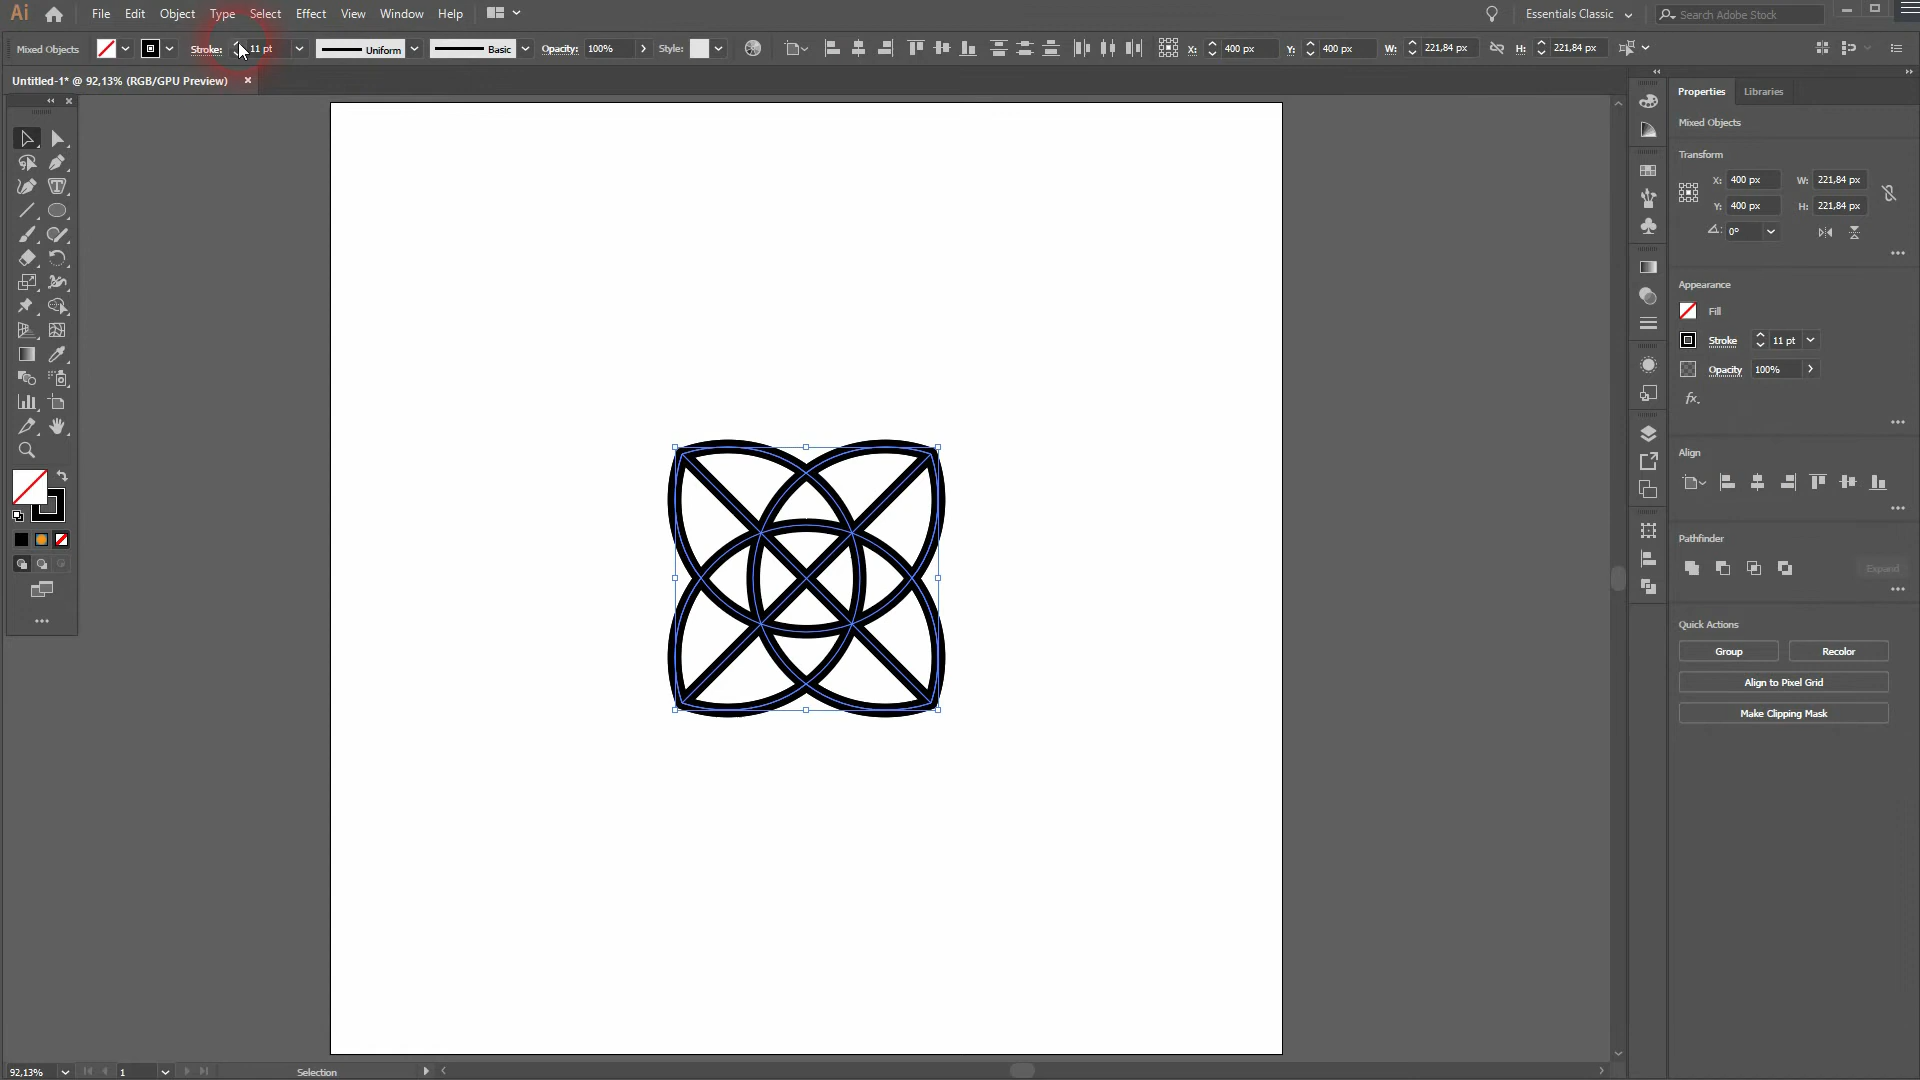 Ai File Edit Object Type Select Effect View Window Help Essentials Classic Search Adobe Stock
Mixed Objects Stroke: 11 pt Uniform Basic Opacity: 100% Style: X: 400 px Y: 400 px W: 221,84 px H: 221,84 px
Untitled-1* @ 92,13% (RGB/GPU Preview) ×
Properties Libraries
Mixed Objects
Transform
X: 400 px W: 221,84 px
Y: 400 px H: 221,84 px
0°
Appearance
Fill
Stroke 11 pt
Opacity 100%
fx.
Align
Pathfinder
Expand
Quick Actions
Group Recolor
Align to Pixel Grid
Make Clipping Mask
92,13% 1 Selection